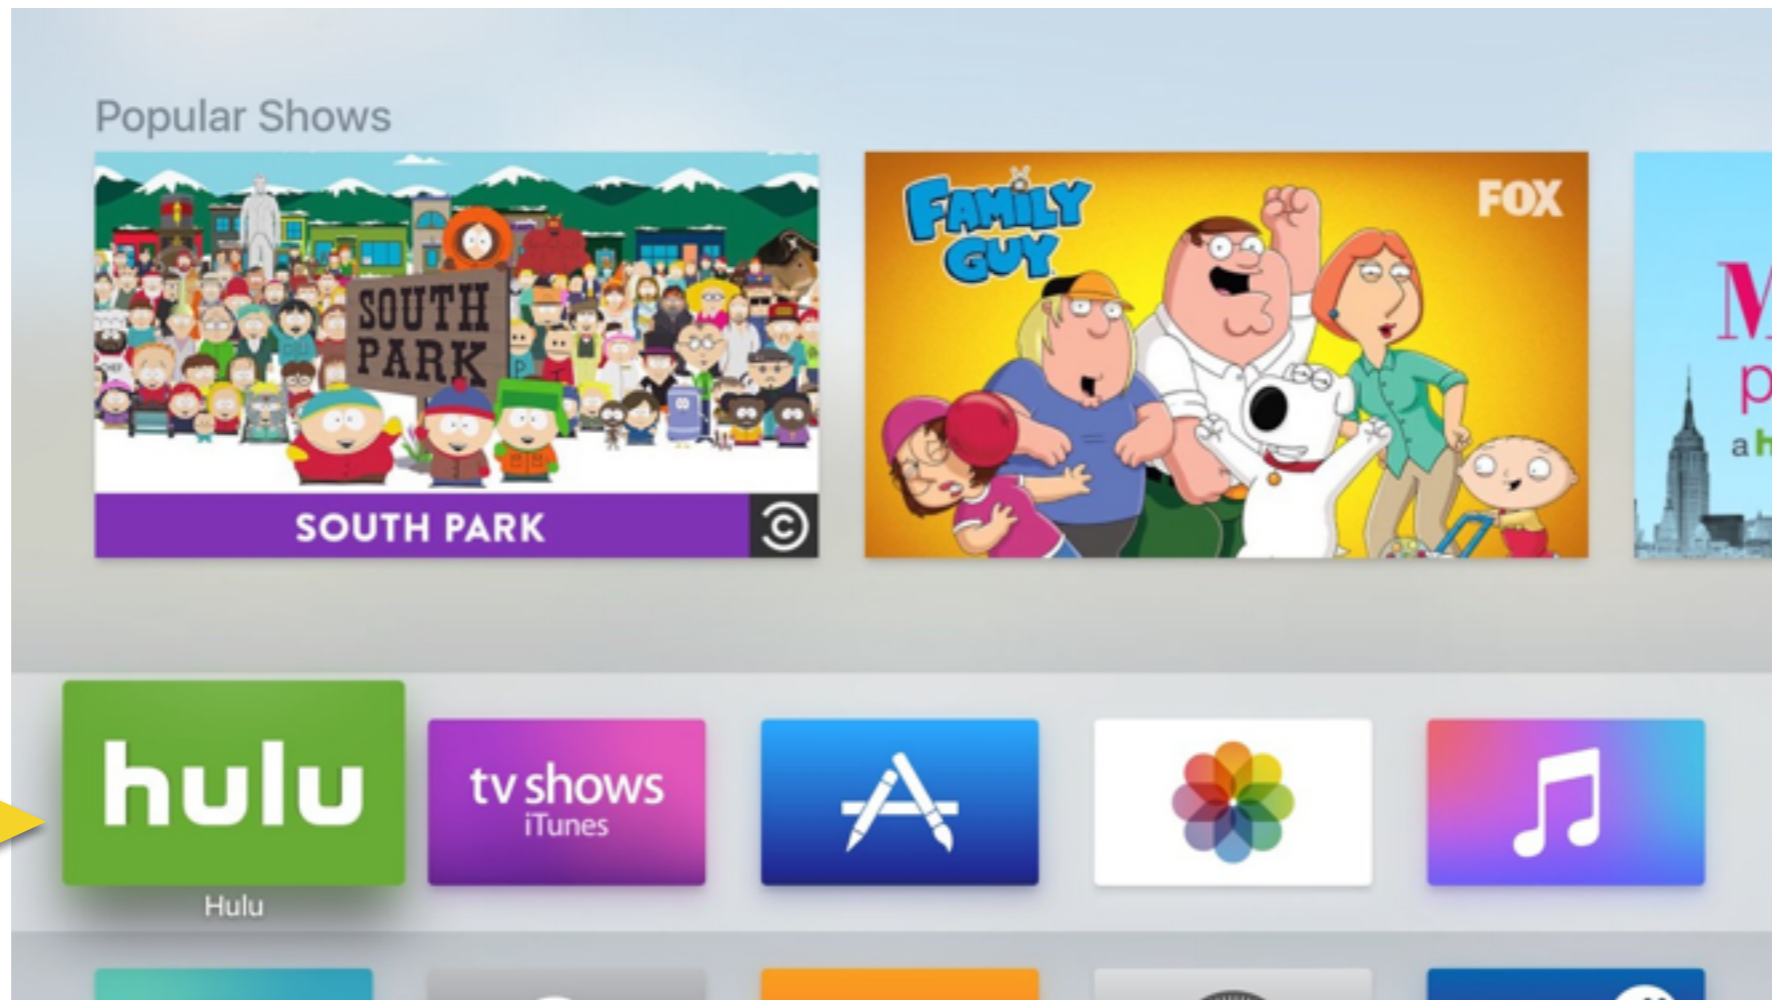 Popular Shows
SOUTH
PARK
SOUTH PARK
FAMILY
GUY
FOX
hulu
tv shows
iTunes
Hulu